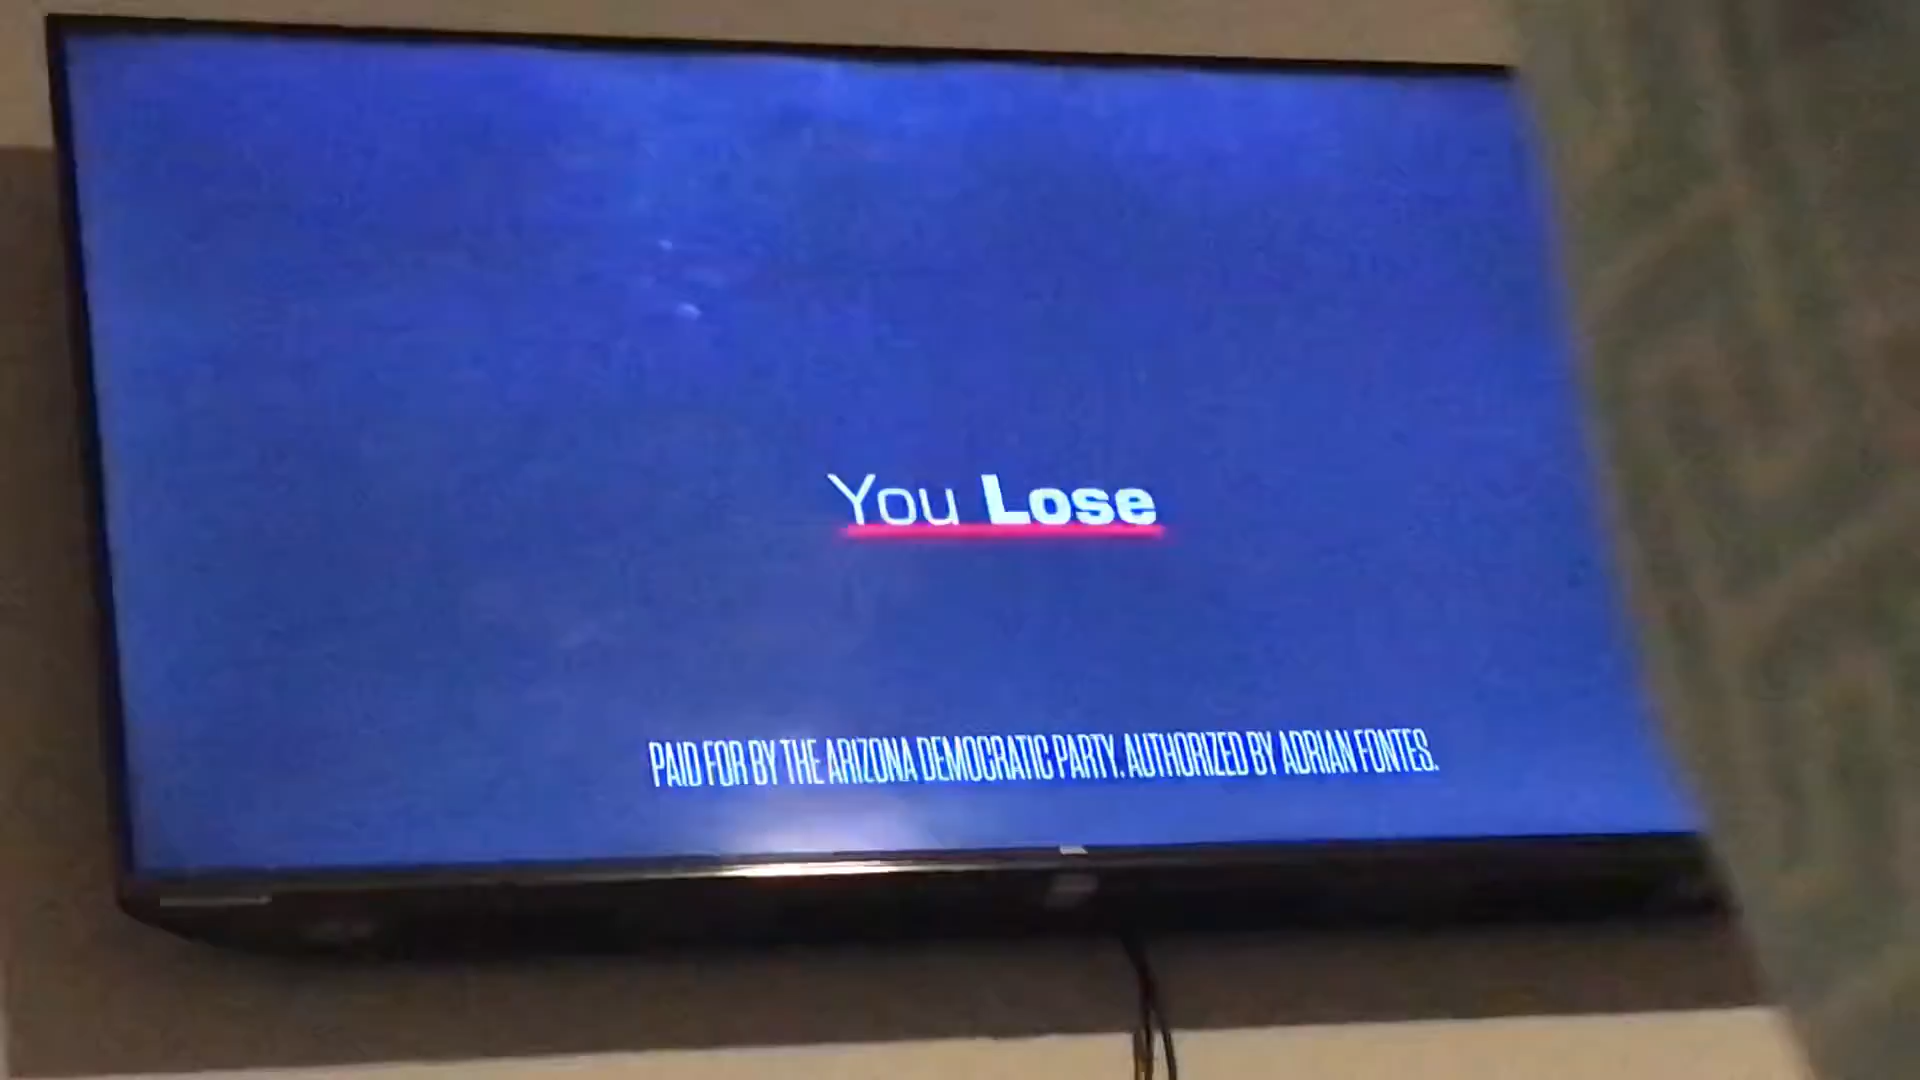 You Lose
PAID FOR BY THE ARIZONA DEMOCRATIC PARTY. AUTHORIZED BY ADRIAN FONTES.